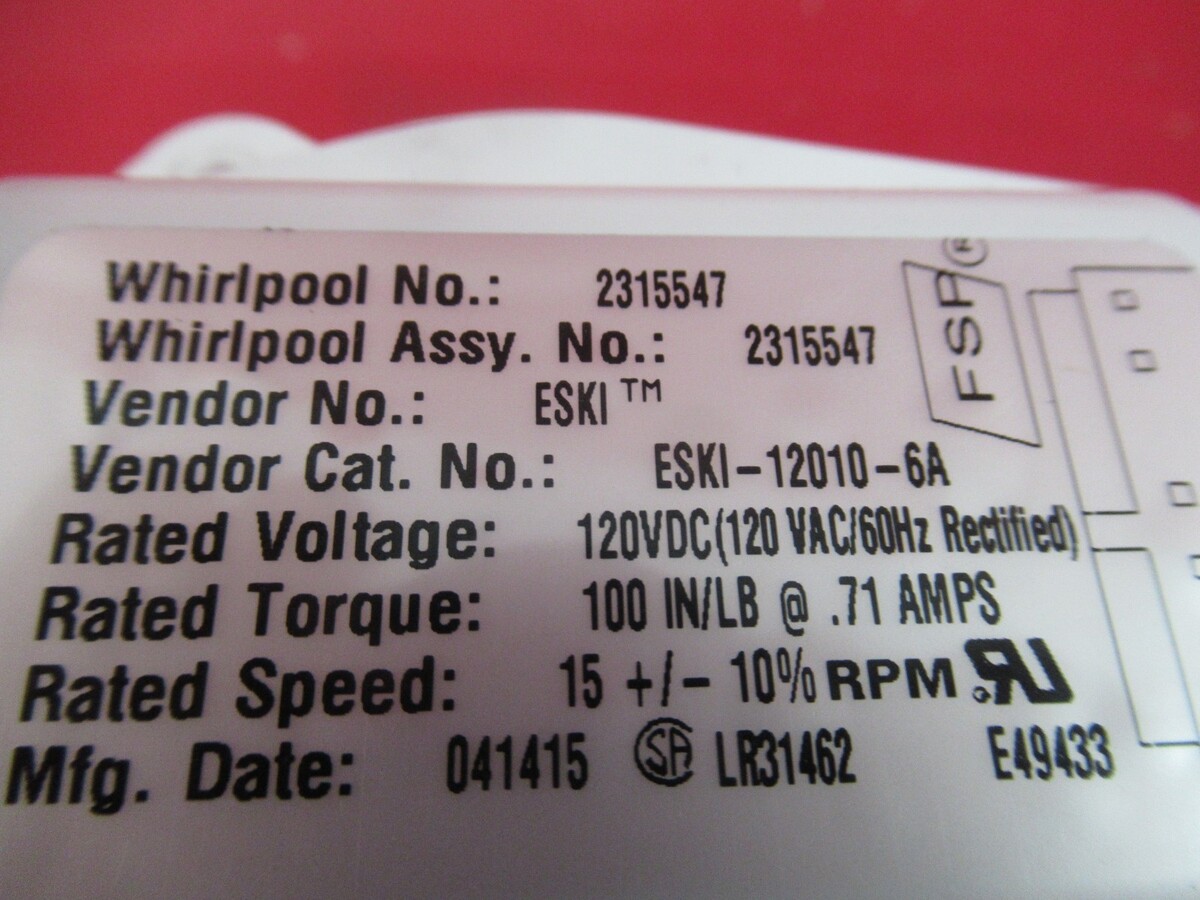 Whirlpool No.: 2315547
Whirlpool Assy. No.: 2315547
Vendor No.: ESKI™
Vendor Cat. No.: ESKI-12010-6A
Rated Voltage: 120VDC(120 VAC/60Hz Rectified)
Rated Torque: 100 IN/LB @ .71 AMPS
Rated Speed: 15 +/- 10% RPM
Mfg. Date: 041415 LR31462 E49433
FSP®